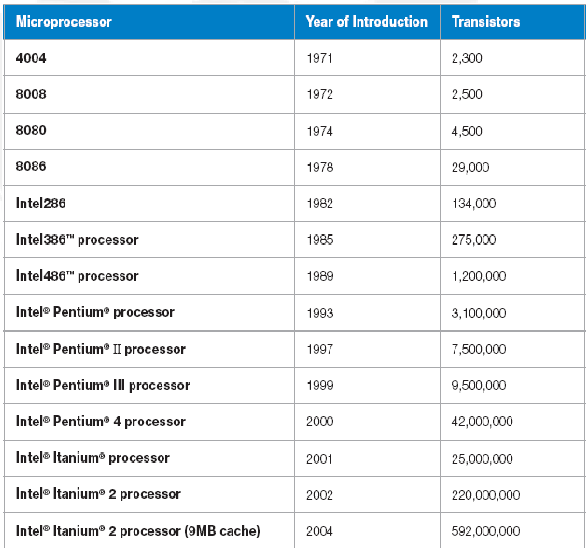 Microprocessor Year of Introduction Transistors
4004 1971 2,300
8008 1972 2,500
8080 1974 4,500
8086 1978 29,000
Intel286 1982 134,000
Intel386™ processor 1985 275,000
Intel486™ processor 1989 1,200,000
Intel® Pentium® processor 1993 3,100,000
Intel® Pentium® II processor 1997 7,500,000
Intel® Pentium® III processor 1999 9,500,000
Intel® Pentium® 4 processor 2000 42,000,000
Intel® Itanium® processor 2001 25,000,000
Intel® Itanium® 2 processor 2002 220,000,000
Intel® Itanium® 2 processor (9MB cache) 2004 592,000,000